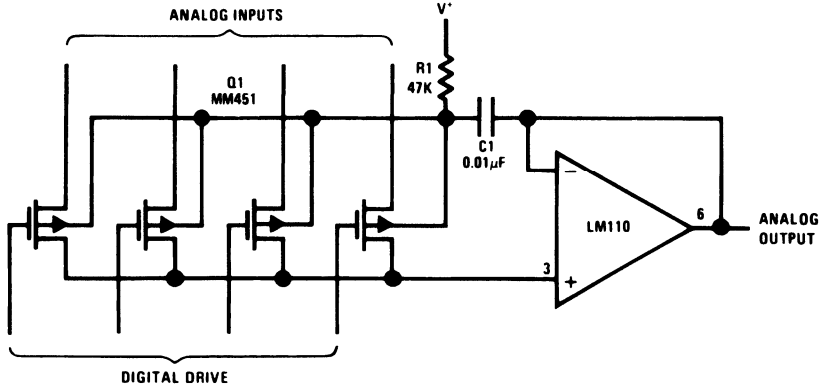 ANALOG INPUTS
V+
R1
47K
Q1
MM451
C1
0.01μF
−
LM110
6
ANALOG
OUTPUT
3
+
DIGITAL DRIVE